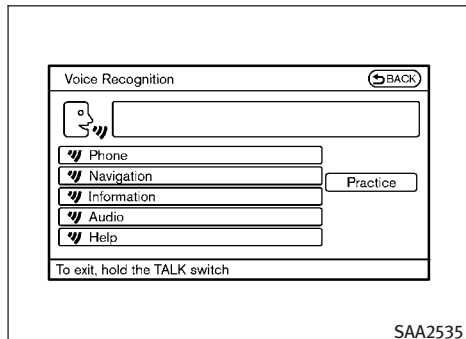 Voice Recognition
BACK
Phone
Navigation
Practice
Information
Audio
Help
To exit, hold the TALK switch
SAA2535